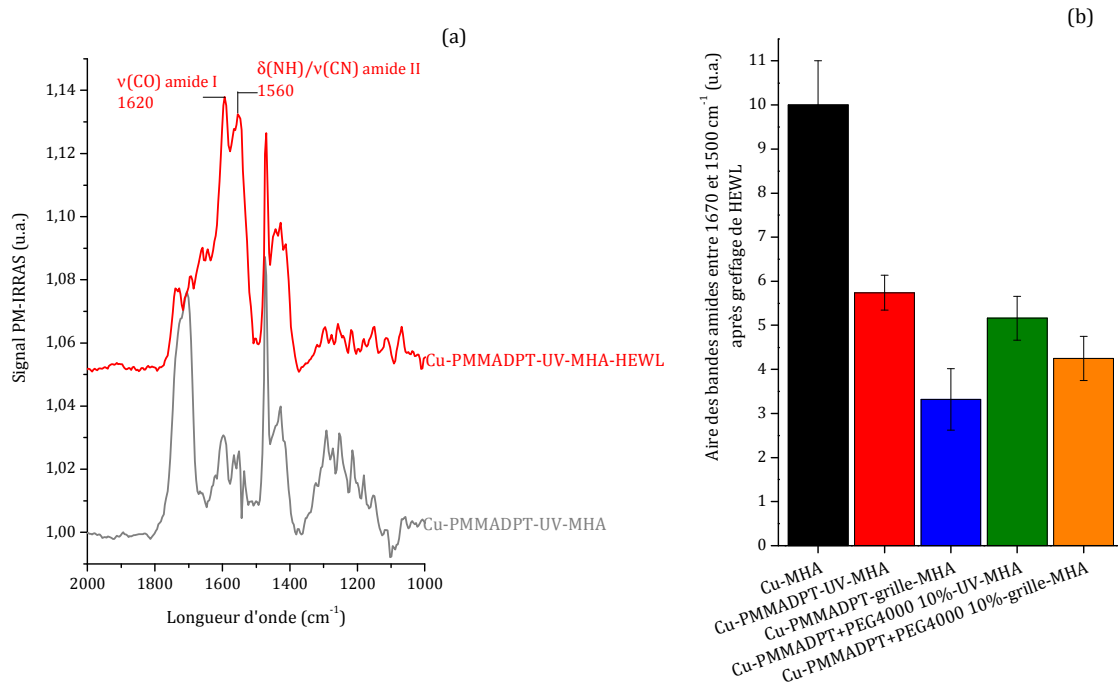 (a)
ν(CO) amide I
1620
δ(NH)/ν(CN) amide II
1560
Signal PM-IRRAS (u.a.)
1,14
1,12
1,10
1,08
1,06
1,04
1,02
1,00
Cu-PMMADPT-UV-MHA-HEWL
Cu-PMMADPT-UV-MHA
2000
1800
1600
1400
1200
1000
Longueur d'onde (cm⁻¹)
(b)
Aire des bandes amides entre 1670 et 1500 cm⁻¹ (u.a.)
après greffage de HEWL
11
10
9
8
7
6
5
4
3
2
1
0
Cu-MHA
Cu-PMMADPT-UV-MHA
Cu-PMMADPT-grille-MHA
Cu-PMMADPT+PEG4000 10%-UV-MHA
Cu-PMMADPT+PEG4000 10%-grille-MHA